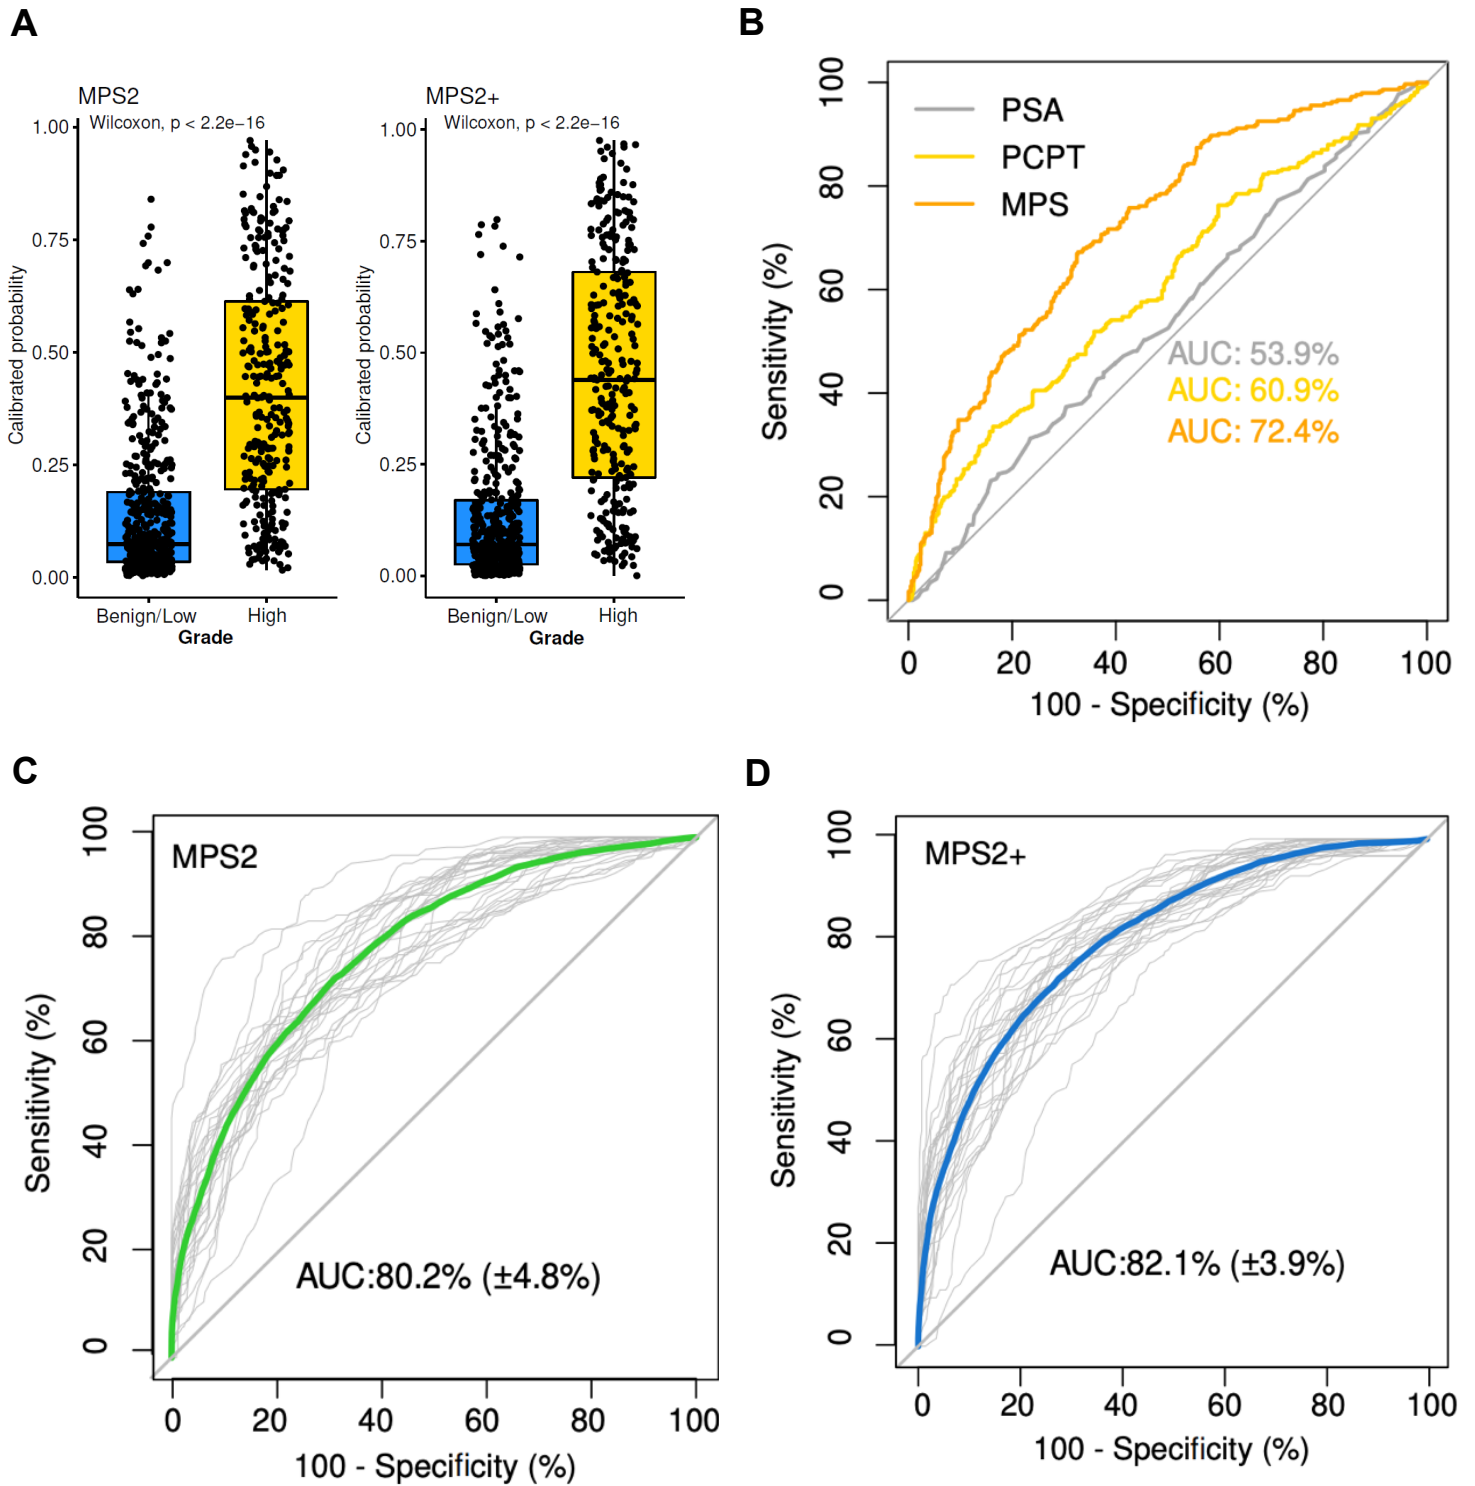 A
MPS2
Wilcoxon, p < 2.2e−16
1.00
0.75
0.50
0.25
0.00
Calibrated probability
Benign/Low
High
Grade
MPS2+
Wilcoxon, p < 2.2e−16
1.00
0.75
0.50
0.25
0.00
Calibrated probability
Benign/Low
High
Grade
B
PSA
PCPT
MPS
AUC: 53.9%
AUC: 60.9%
AUC: 72.4%
100
80
60
40
20
0
Sensitivity (%)
0 20 40 60 80 100
100 - Specificity (%)
C
MPS2
AUC:80.2% (±4.8%)
100
80
60
40
20
0
Sensitivity (%)
0 20 40 60 80 100
100 - Specificity (%)
D
MPS2+
AUC:82.1% (±3.9%)
100
80
60
40
20
0
Sensitivity (%)
0 20 40 60 80 100
100 - Specificity (%)